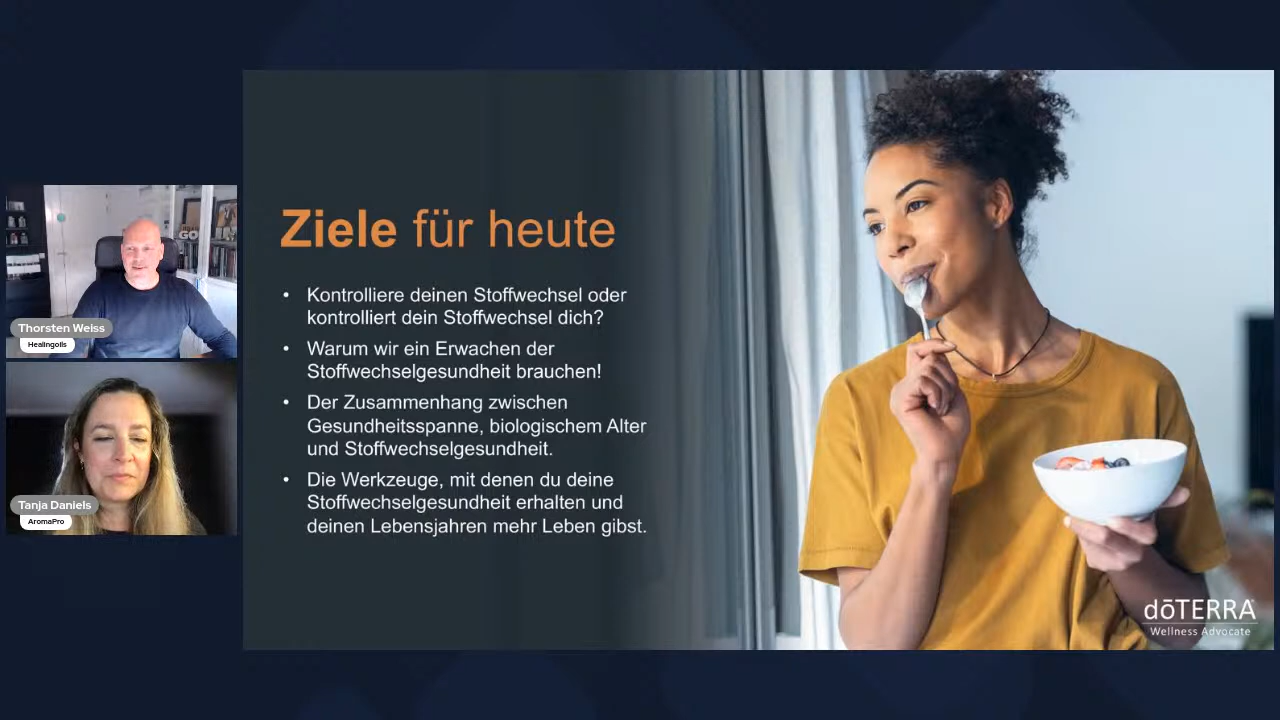 GO
Thorsten Weiss
Healingoils
Tanja Daniels
AromaPro
Ziele für heute
• Kontrolliere deinen Stoffwechsel oder
kontrolliert dein Stoffwechsel dich?
• Warum wir ein Erwachen der
Stoffwechselgesundheit brauchen!
• Der Zusammenhang zwischen
Gesundheitsspanne, biologischem Alter
und Stoffwechselgesundheit.
• Die Werkzeuge, mit denen du deine
Stoffwechselgesundheit erhalten und
deinen Lebensjahren mehr Leben gibst.
dōTERRA
Wellness Advocate